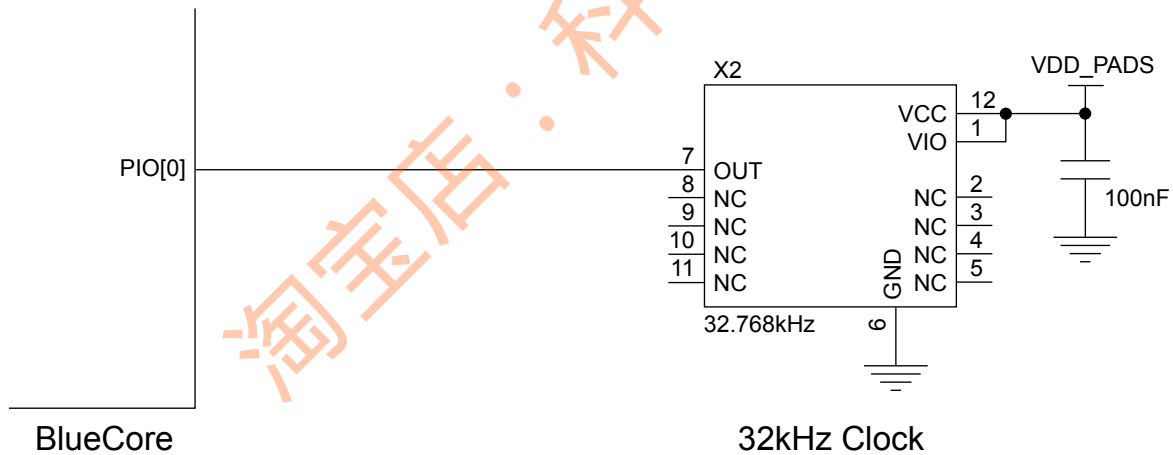 X2
VDD_PADS
VCC 12
VIO 1
PIO[0]
7 OUT
8 NC
9 NC
10 NC
11 NC
NC 2
NC 3
NC 4
NC 5
GND
6
100nF
32.768kHz
BlueCore
32kHz Clock
淘宝店：科